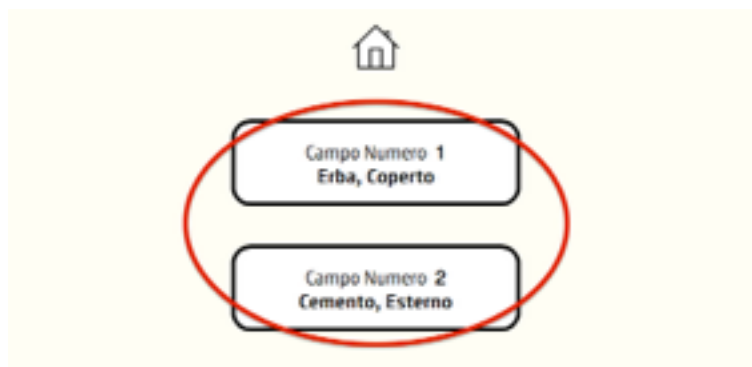 Campo Numero 1
Erba, Coperto
Campo Numero 2
Cemento, Esterno